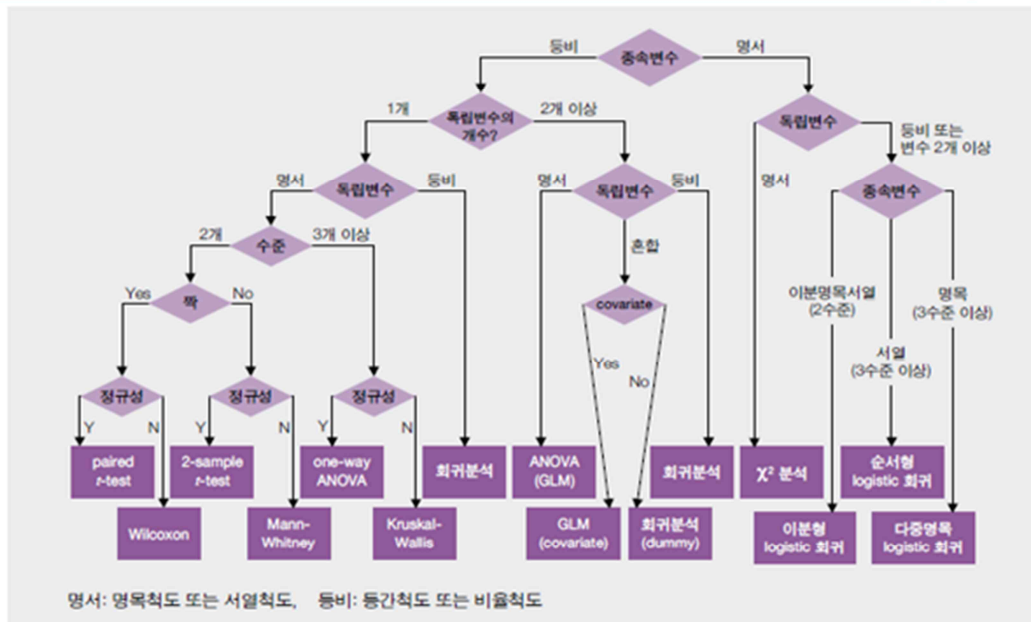 등비
종속변수
명서
1개
독립변수의
개수?
2개 이상
독립변수
등비 또는
변수 2개 이상
명서
독립변수
등비
명서
독립변수
등비
명서
종속변수
2개
수준
3개 이상
혼합
Yes
짝
No
covariate
이분명목서열
(2수준)
명목
(3수준 이상)
서열
(3수준 이상)
Yes
No
정규성
정규성
정규성
Y
N
Y
N
Y
N
paired
r-test
2-sample
r-test
one-way
ANOVA
회귀분석
ANOVA
(GLM)
회귀분석
χ² 분석
순서형
logistic 회귀
Wilcoxon
Mann-
Whitney
Kruskal-
Wallis
GLM
(covariate)
회귀분석
(dummy)
이분형
logistic 회귀
다중명목
logistic 회귀
명서: 명목척도 또는 서열척도, 등비: 등간척도 또는 비율척도